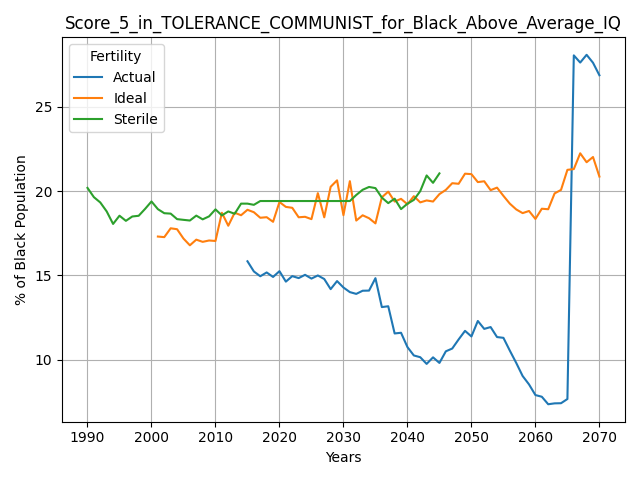 Score_5_in_TOLERANCE_COMMUNIST_for_Black_Above_Average_IQ
Fertility
Actual
Ideal
Sterile
% of Black Population
25
20
15
10
1990 2000 2010 2020 2030 2040 2050 2060 2070
Years